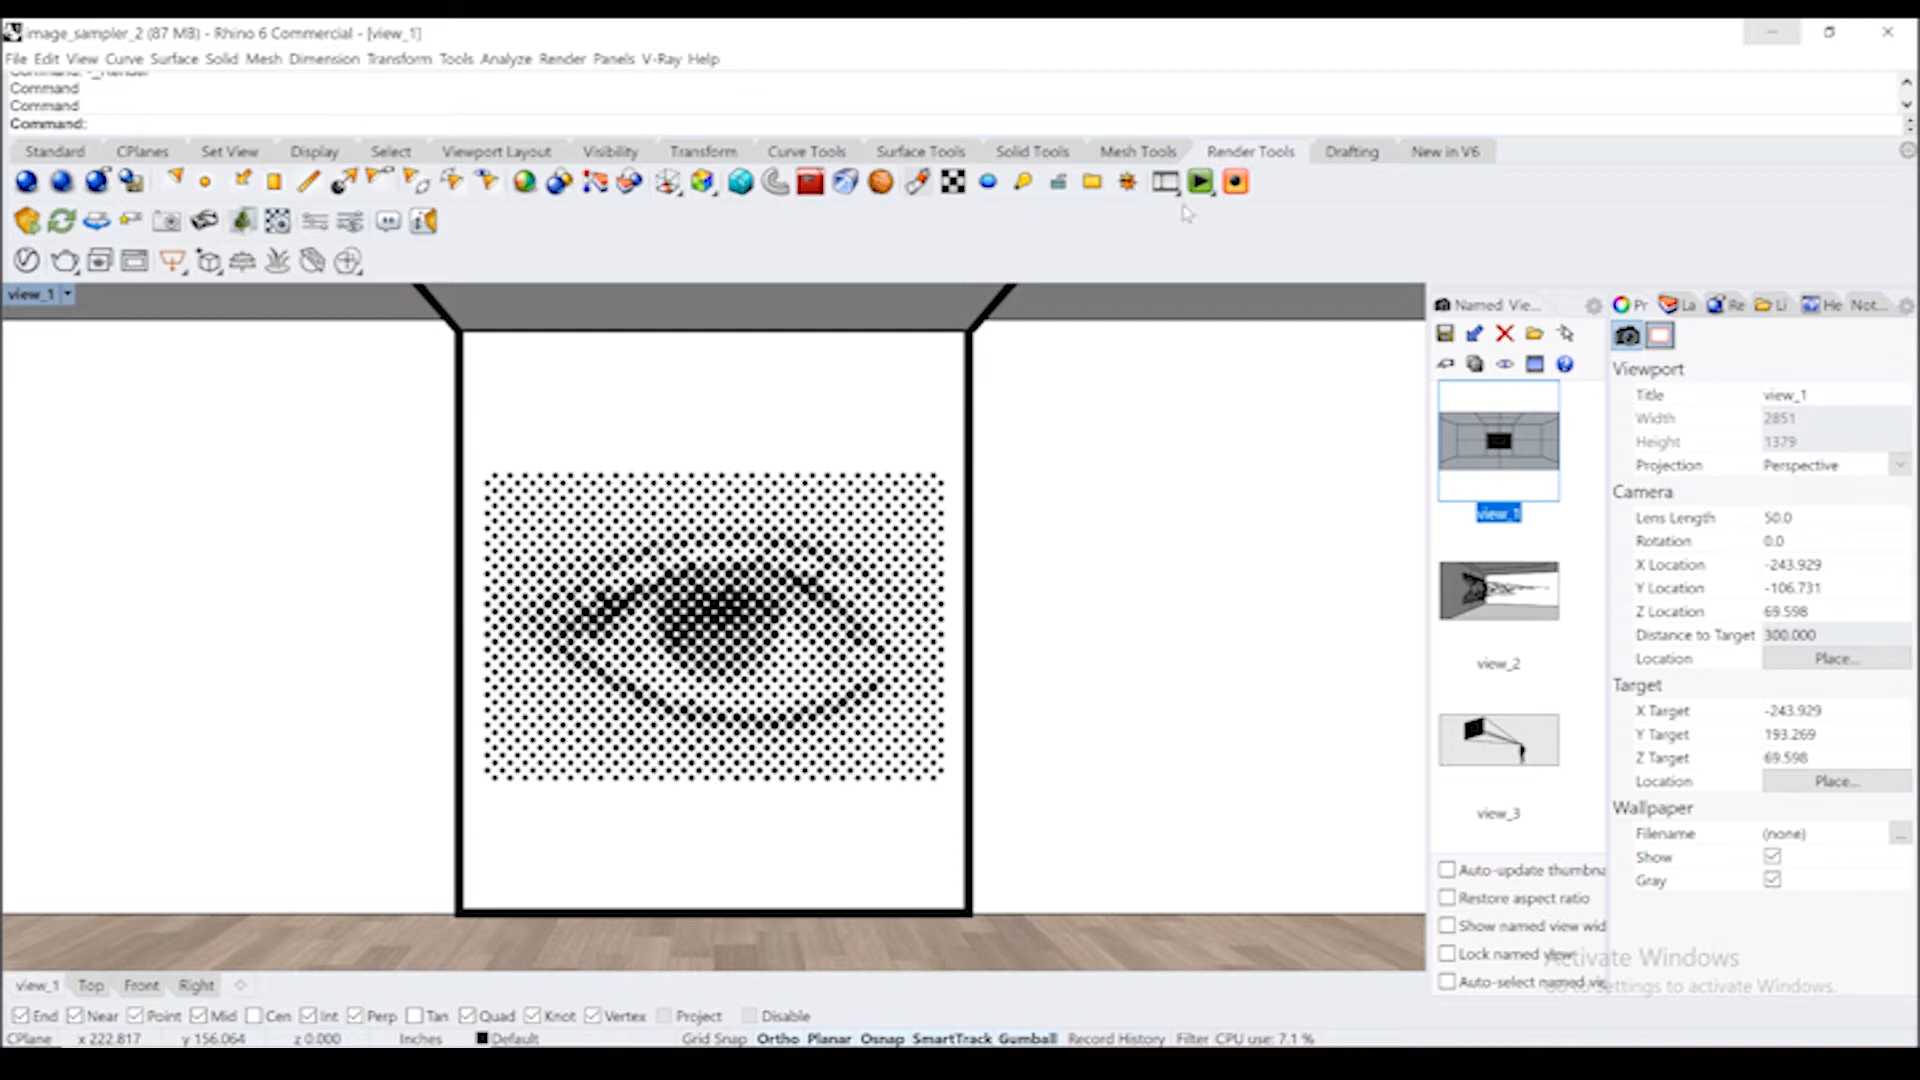 image_sampler_2 (87 MB) - Rhino 6 Commercial - [view_1]
File Edit View Curve Surface Solid Mesh Dimension Transform Tools Analyze Render Panels V-Ray Help
Command: -_Render
Command
Command
Command:
Standard CPlanes Set View Display Select Viewport Layout Visibility Transform Curve Tools Surface Tools Solid Tools Mesh Tools Render Tools Drafting New in V6
view_1
Named Vie... Pr La Re Li He Not...
Viewport
Title view_1
Width 2851
Height 1379
Projection Perspective
Camera
Lens Length 50.0
Rotation 0.0
X Location -243.929
Y Location -106.731
Z Location 69.598
Distance to Target 300.000
Location Place...
Target
X Target -243.929
Y Target 193.269
Z Target 69.598
Location Place...
Wallpaper
Filename (none) ...
Show
Gray
view_1
view_2
view_3
Auto-update thumbna
Restore aspect ratio
Show named view wid
Lock named view
Auto-select named vie
Activate Windows
Go to Settings to activate Windows.
view_1 Top Front Right
End Near Point Mid Cen Int Perp Tan Quad Knot Vertex Project Disable
CPlane x 222.817 y 156.064 z 0.000 Inches Default Grid Snap Ortho Planar Osnap SmartTrack Gumball Record History Filter CPU use: 7.1 %